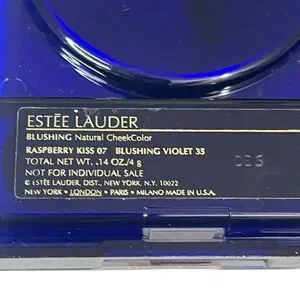 ESTĒE LAUDER
BLUSHING Natural CheekColor
RASPBERRY KISS 07 BLUSHING VIOLET 35
TOTAL NET WT. .14 OZ./4 g
NOT FOR INDIVIDUAL SALE
© ESTĒE LAUDER, DIST., NEW YORK, N.Y. 10022
NEW YORK • LONDON • PARIS • MILANO MADE IN U.S.A.